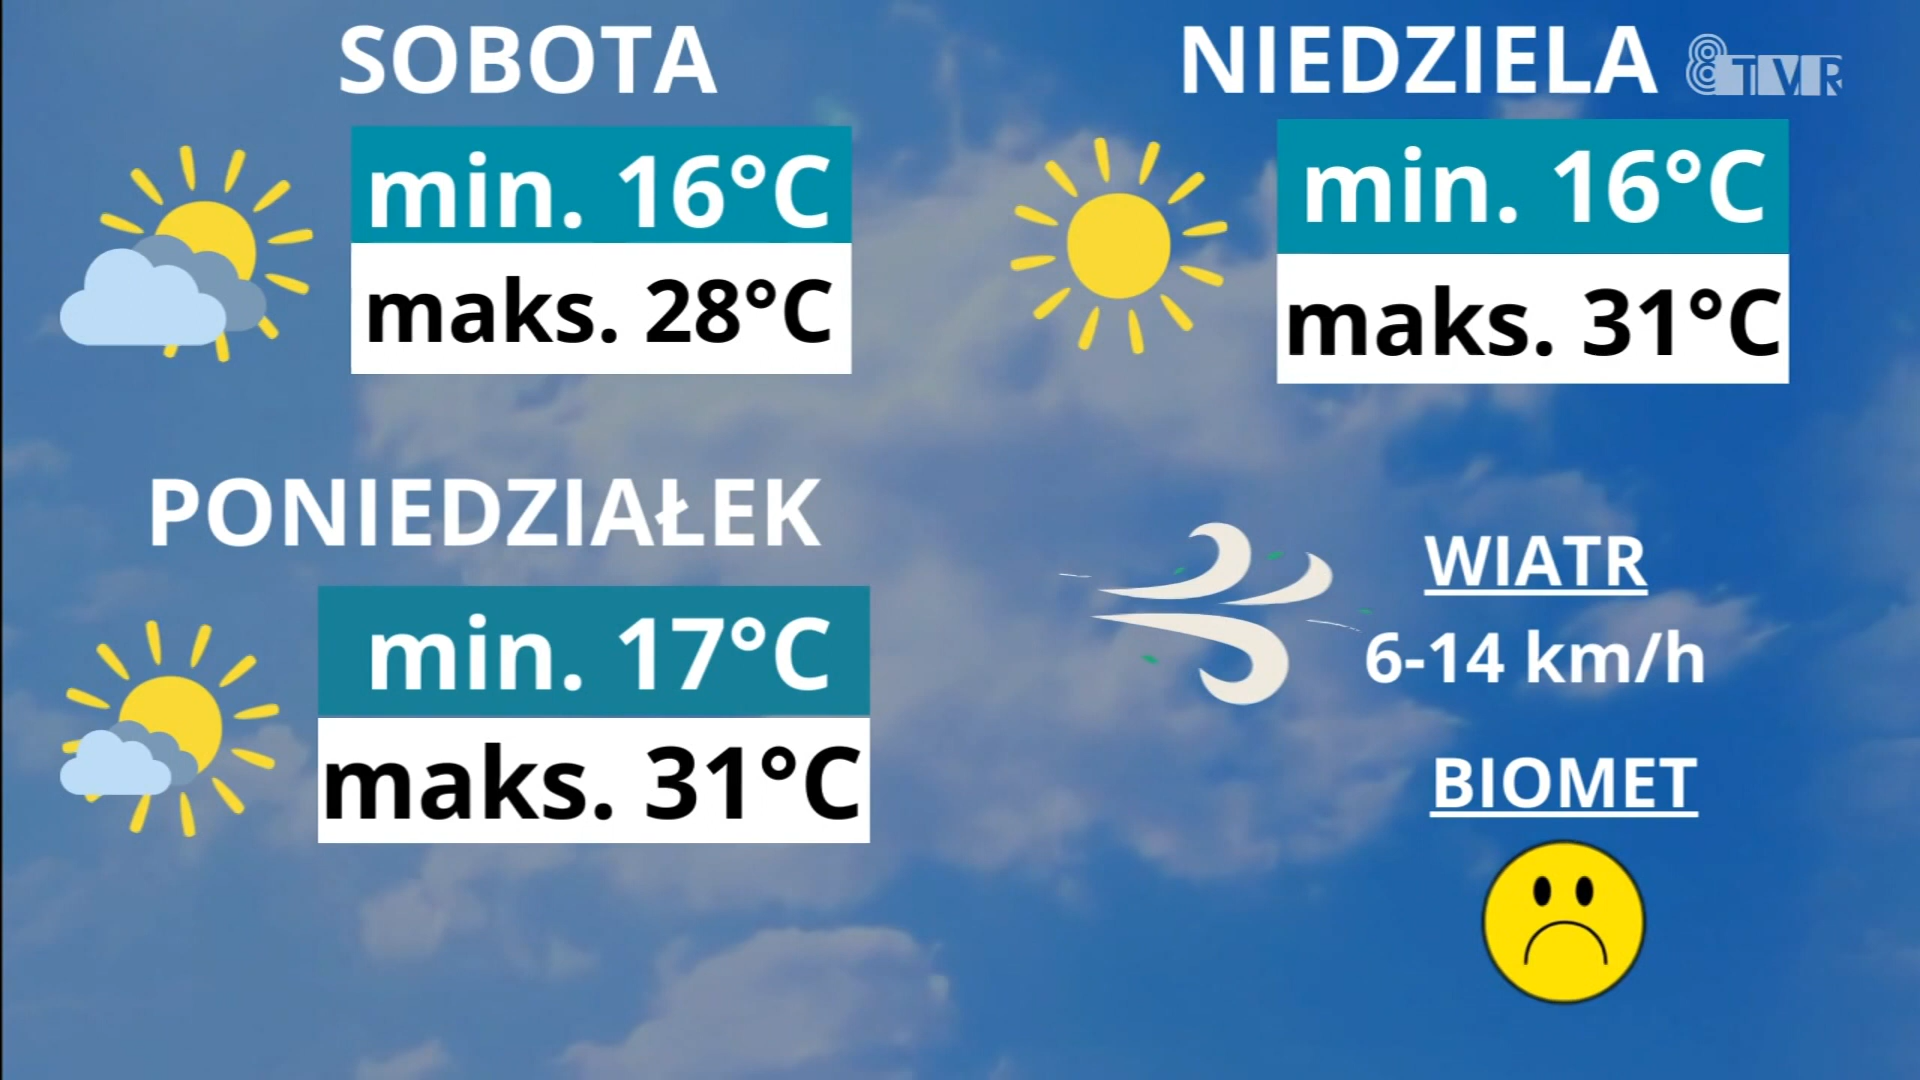 SOBOTA
min. 16°C
maks. 28°C
NIEDZIELA
8TVR
min. 16°C
maks. 31°C
PONIEDZIAŁEK
min. 17°C
maks. 31°C
WIATR
6-14 km/h
BIOMET